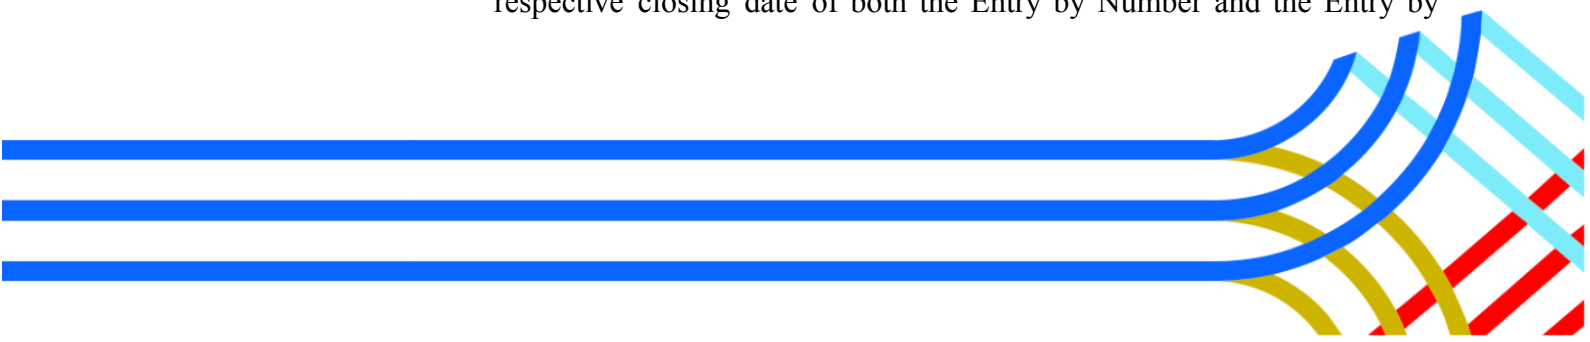 respective closing date of both the Entry by Number and the Entry by